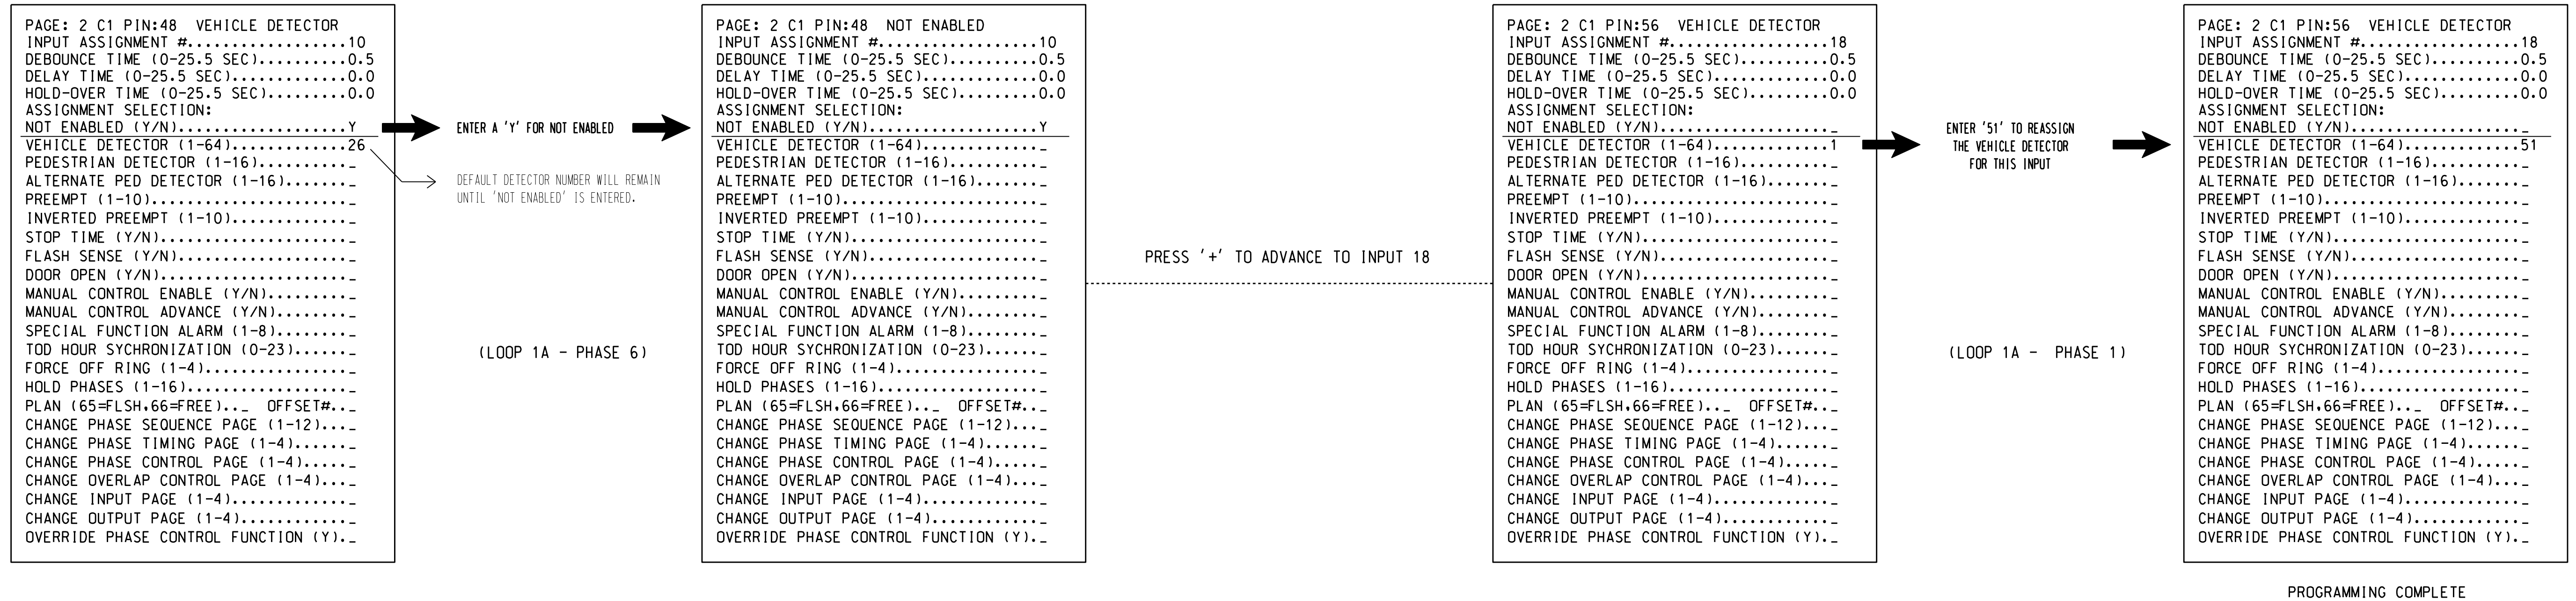 PAGE: 2 C1 PIN:48  VEHICLE DETECTOR
INPUT ASSIGNMENT #..................10
DEBOUNCE TIME (0-25.5 SEC)..........0.5
DELAY TIME (0-25.5 SEC).............0.0
HOLD-OVER TIME (0-25.5 SEC).........0.0
ASSIGNMENT SELECTION:
NOT ENABLED (Y/N)...................Y
VEHICLE DETECTOR (1-64).............26
PEDESTRIAN DETECTOR (1-16).........._
ALTERNATE PED DETECTOR (1-16)......._
PREEMPT (1-10)......................_
INVERTED PREEMPT (1-10)............._
STOP TIME (Y/N)....................._
FLASH SENSE (Y/N)..................._
DOOR OPEN (Y/N)....................._
MANUAL CONTROL ENABLE (Y/N)........._
MANUAL CONTROL ADVANCE (Y/N)........_
SPECIAL FUNCTION ALARM (1-8)........_
TOD HOUR SYCHRONIZATION (0-23)......_
FORCE OFF RING (1-4)................_
HOLD PHASES (1-16).................._
PLAN (65=FLSH,66=FREE).._  OFFSET#.._
CHANGE PHASE SEQUENCE PAGE (1-12)..._
CHANGE PHASE TIMING PAGE (1-4)......_
CHANGE PHASE CONTROL PAGE (1-4)....._
CHANGE OVERLAP CONTROL PAGE (1-4)..._
CHANGE INPUT PAGE (1-4)............._
CHANGE OUTPUT PAGE (1-4)............_
OVERRIDE PHASE CONTROL FUNCTION (Y)._
ENTER A 'Y' FOR NOT ENABLED
DEFAULT DETECTOR NUMBER WILL REMAIN
UNTIL 'NOT ENABLED' IS ENTERED.
(LOOP 1A - PHASE 6)
PAGE: 2 C1 PIN:48  NOT ENABLED
INPUT ASSIGNMENT #..................10
DEBOUNCE TIME (0-25.5 SEC)..........0.5
DELAY TIME (0-25.5 SEC).............0.0
HOLD-OVER TIME (0-25.5 SEC).........0.0
ASSIGNMENT SELECTION:
NOT ENABLED (Y/N)...................Y
VEHICLE DETECTOR (1-64)............._
PEDESTRIAN DETECTOR (1-16).........._
ALTERNATE PED DETECTOR (1-16)......._
PREEMPT (1-10)......................_
INVERTED PREEMPT (1-10)............._
STOP TIME (Y/N)....................._
FLASH SENSE (Y/N)..................._
DOOR OPEN (Y/N)....................._
MANUAL CONTROL ENABLE (Y/N)........._
MANUAL CONTROL ADVANCE (Y/N)........_
SPECIAL FUNCTION ALARM (1-8)........_
TOD HOUR SYCHRONIZATION (0-23)......_
FORCE OFF RING (1-4)................_
HOLD PHASES (1-16).................._
PLAN (65=FLSH,66=FREE).._  OFFSET#.._
CHANGE PHASE SEQUENCE PAGE (1-12)..._
CHANGE PHASE TIMING PAGE (1-4)......_
CHANGE PHASE CONTROL PAGE (1-4)....._
CHANGE OVERLAP CONTROL PAGE (1-4)..._
CHANGE INPUT PAGE (1-4)............._
CHANGE OUTPUT PAGE (1-4)............_
OVERRIDE PHASE CONTROL FUNCTION (Y)._
PRESS '+' TO ADVANCE TO INPUT 18
PAGE: 2 C1 PIN:56  VEHICLE DETECTOR
INPUT ASSIGNMENT #..................18
DEBOUNCE TIME (0-25.5 SEC)..........0.5
DELAY TIME (0-25.5 SEC).............0.0
HOLD-OVER TIME (0-25.5 SEC).........0.0
ASSIGNMENT SELECTION:
NOT ENABLED (Y/N)..................._
VEHICLE DETECTOR (1-64).............1
PEDESTRIAN DETECTOR (1-16).........._
ALTERNATE PED DETECTOR (1-16)......._
PREEMPT (1-10)......................_
INVERTED PREEMPT (1-10)............._
STOP TIME (Y/N)....................._
FLASH SENSE (Y/N)..................._
DOOR OPEN (Y/N)....................._
MANUAL CONTROL ENABLE (Y/N)........._
MANUAL CONTROL ADVANCE (Y/N)........_
SPECIAL FUNCTION ALARM (1-8)........_
TOD HOUR SYCHRONIZATION (0-23)......_
FORCE OFF RING (1-4)................_
HOLD PHASES (1-16).................._
PLAN (65=FLSH,66=FREE).._  OFFSET#.._
CHANGE PHASE SEQUENCE PAGE (1-12)..._
CHANGE PHASE TIMING PAGE (1-4)......_
CHANGE PHASE CONTROL PAGE (1-4)....._
CHANGE OVERLAP CONTROL PAGE (1-4)..._
CHANGE INPUT PAGE (1-4)............._
CHANGE OUTPUT PAGE (1-4)............_
OVERRIDE PHASE CONTROL FUNCTION (Y)._
ENTER '51' TO REASSIGN
THE VEHICLE DETECTOR
FOR THIS INPUT
(LOOP 1A -  PHASE 1)
PAGE: 2 C1 PIN:56  VEHICLE DETECTOR
INPUT ASSIGNMENT #..................18
DEBOUNCE TIME (0-25.5 SEC)..........0.5
DELAY TIME (0-25.5 SEC).............0.0
HOLD-OVER TIME (0-25.5 SEC).........0.0
ASSIGNMENT SELECTION:
NOT ENABLED (Y/N)..................._
VEHICLE DETECTOR (1-64).............51
PEDESTRIAN DETECTOR (1-16).........._
ALTERNATE PED DETECTOR (1-16)......._
PREEMPT (1-10)......................_
INVERTED PREEMPT (1-10)............._
STOP TIME (Y/N)....................._
FLASH SENSE (Y/N)..................._
DOOR OPEN (Y/N)....................._
MANUAL CONTROL ENABLE (Y/N)........._
MANUAL CONTROL ADVANCE (Y/N)........_
SPECIAL FUNCTION ALARM (1-8)........_
TOD HOUR SYCHRONIZATION (0-23)......_
FORCE OFF RING (1-4)................_
HOLD PHASES (1-16).................._
PLAN (65=FLSH,66=FREE).._  OFFSET#.._
CHANGE PHASE SEQUENCE PAGE (1-12)..._
CHANGE PHASE TIMING PAGE (1-4)......_
CHANGE PHASE CONTROL PAGE (1-4)....._
CHANGE OVERLAP CONTROL PAGE (1-4)..._
CHANGE INPUT PAGE (1-4)............._
CHANGE OUTPUT PAGE (1-4)............_
OVERRIDE PHASE CONTROL FUNCTION (Y)._
PROGRAMMING COMPLETE